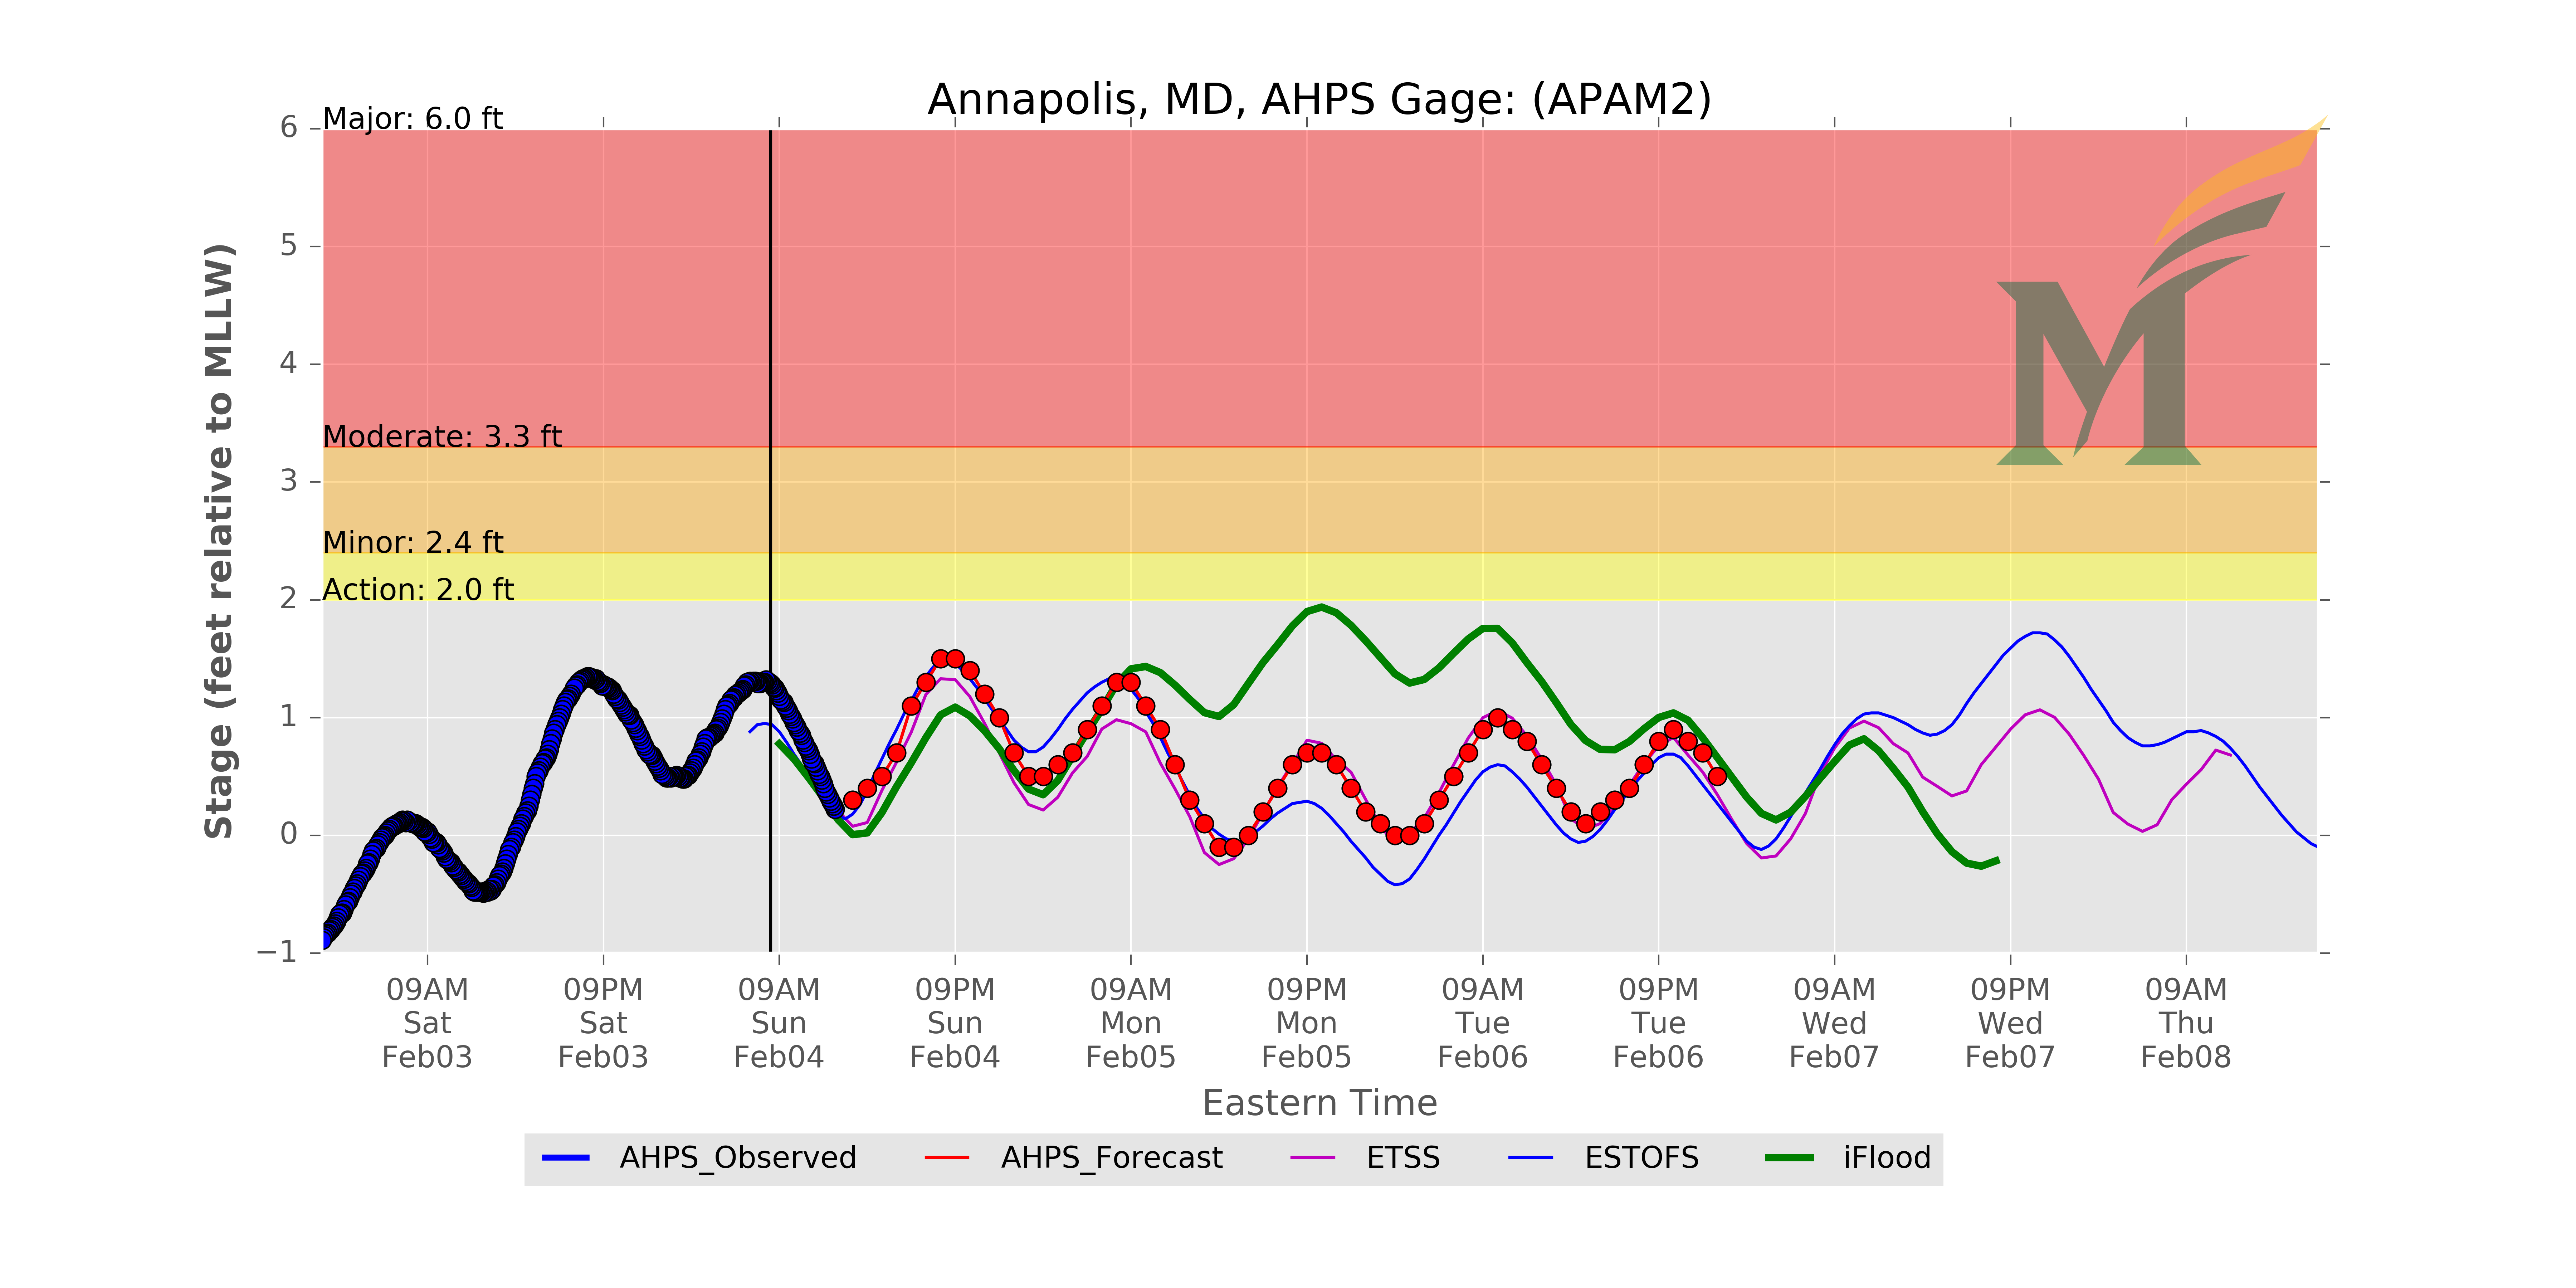 Annapolis, MD, AHPS Gage: (APAM2)
Major: 6.0 ft
Moderate: 3.3 ft
Minor: 2.4 ft
Action: 2.0 ft
Stage (feet relative to MLLW)
6
5
4
3
2
1
0
−1
09AM 09PM 09AM 09PM 09AM 09PM 09AM 09PM 09AM 09PM 09AM
Sat Sat Sun Sun Mon Mon Tue Tue Wed Wed Thu
Feb03 Feb03 Feb04 Feb04 Feb05 Feb05 Feb06 Feb06 Feb07 Feb07 Feb08
Eastern Time
AHPS_Observed AHPS_Forecast ETSS ESTOFS iFlood
M